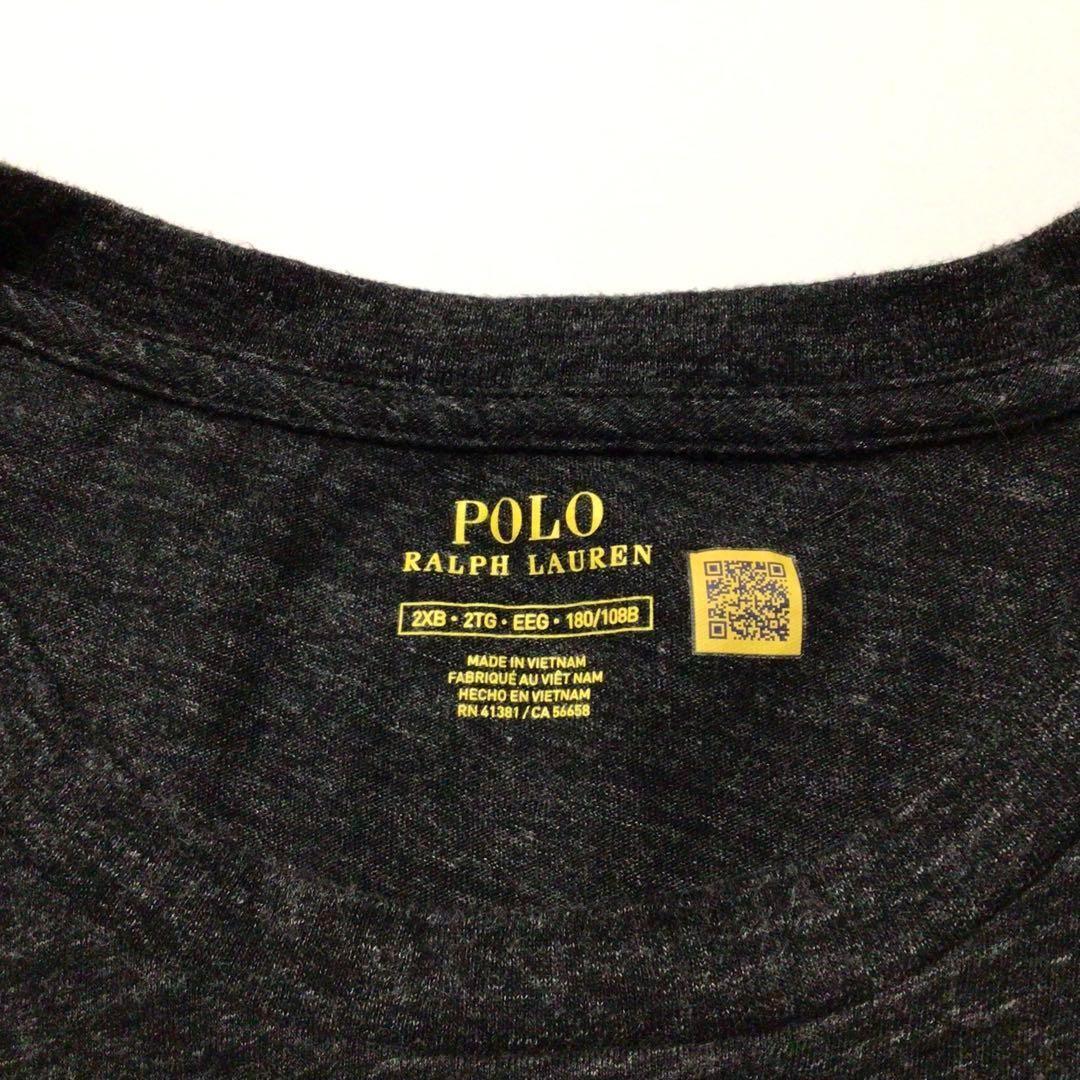 POLO
RALPH LAUREN
2XB • 2TG • EEG • 180/108B
MADE IN VIETNAM
FABRIQUÉ AU VIÊT NAM
HECHO EN VIETNAM
RN 41381 / CA 56658